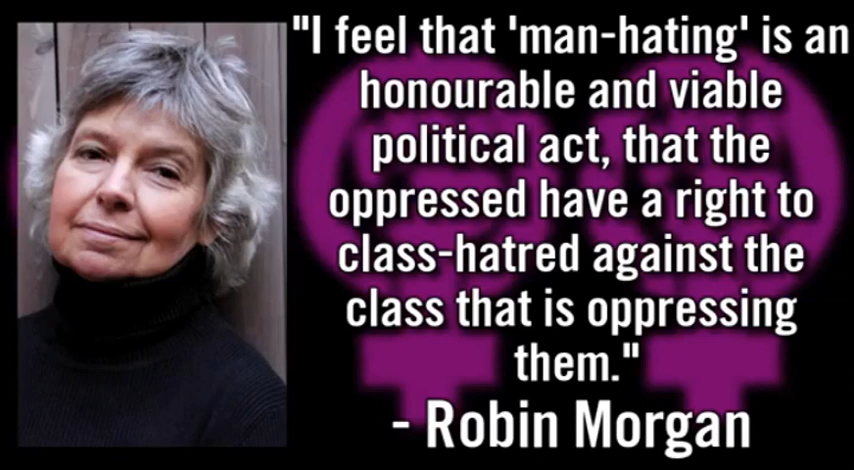 "I feel that 'man-hating' is an
honourable and viable
political act, that the
oppressed have a right to
class-hatred against the
class that is oppressing
them."
- Robin Morgan